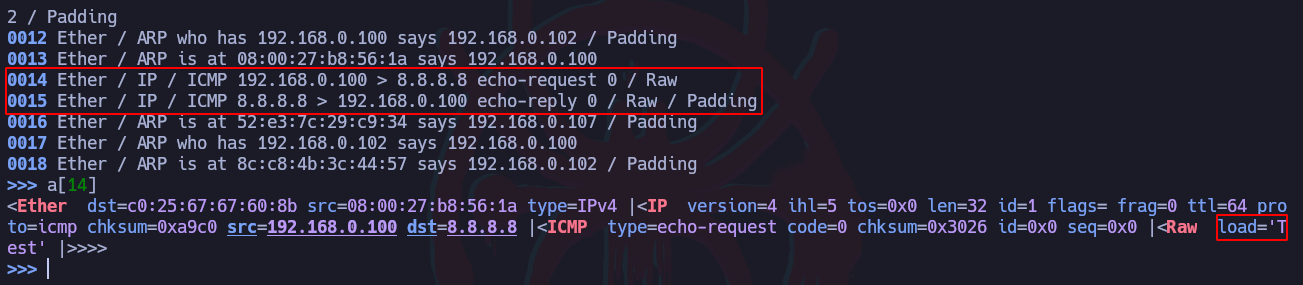 2 / Padding
0012 Ether / ARP who has 192.168.0.100 says 192.168.0.102 / Padding
0013 Ether / ARP is at 08:00:27:b8:56:1a says 192.168.0.100
0014 Ether / IP / ICMP 192.168.0.100 > 8.8.8.8 echo-request 0 / Raw
0015 Ether / IP / ICMP 8.8.8.8 > 192.168.0.100 echo-reply 0 / Raw / Padding
0016 Ether / ARP is at 52:e3:7c:29:c9:34 says 192.168.0.107 / Padding
0017 Ether / ARP who has 192.168.0.102 says 192.168.0.100
0018 Ether / ARP is at 8c:c8:4b:3c:44:57 says 192.168.0.102 / Padding
>>> a[14]
<Ether  dst=c0:25:67:67:60:8b src=08:00:27:b8:56:1a type=IPv4 |<IP  version=4 ihl=5 tos=0x0 len=32 id=1 flags= frag=0 ttl=64 pro
to=icmp chksum=0xa9c0 src=192.168.0.100 dst=8.8.8.8 |<ICMP  type=echo-request code=0 chksum=0x3026 id=0x0 seq=0x0 |<Raw  load='T
est' |>>>>
>>>